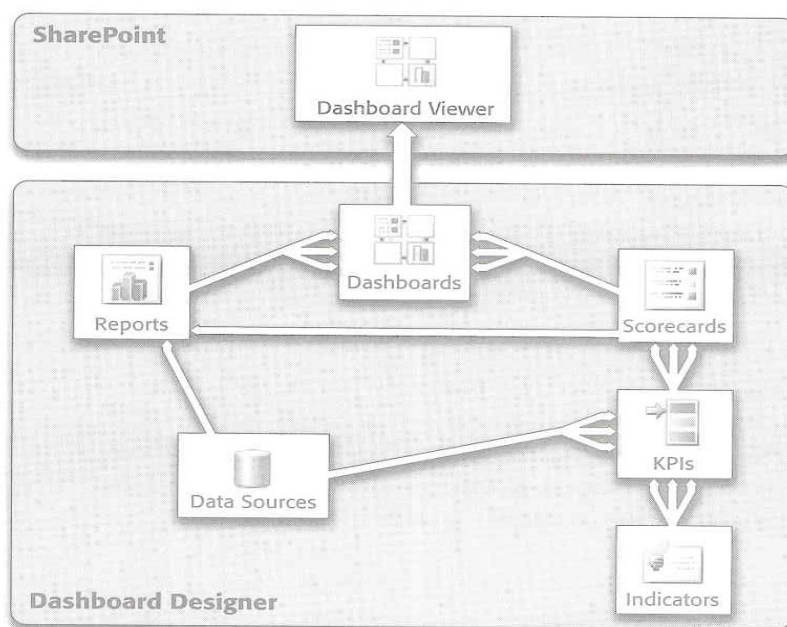 SharePoint
Dashboard Viewer
Dashboards
Reports
Scorecards
KPIs
Data Sources
Indicators
Dashboard Designer